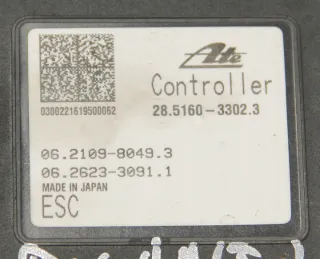 Ate
Controller
0300221619500062
28.5160-3302.3
06.2109-8049.3
06.2623-3091.1
MADE IN JAPAN
ESC